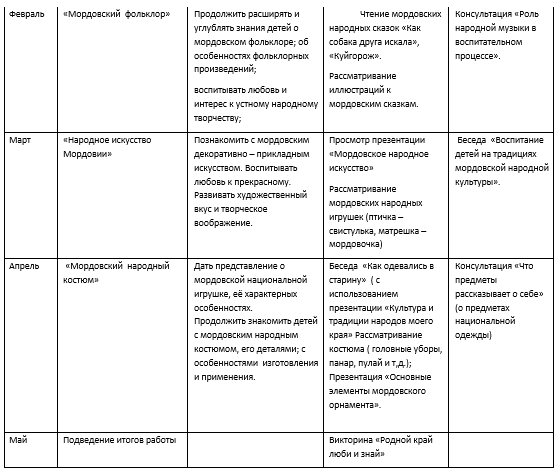 Февраль
«Мордовский фольклор»
Продолжить расширять и
углублять знания детей о
мордовском фольклоре; об
особенностях фольклорных
произведений;
воспитывать любовь и
интерес к устному народному
творчеству;
Чтение мордовских
народных сказок «Как
собака друга искала»,
«Куйгорож».
Рассматривание
иллюстраций к
мордовским сказкам.
Консультация «Роль
народной музыки в
воспитательном
процессе».
Март
«Народное искусство
Мордовии»
Познакомить с мордовским
декоративно – прикладным
искусством. Воспитывать
любовь к прекрасному.
Развивать художественный
вкус и творческое
воображение.
Просмотр презентации
«Мордовское народное
искусство»
Рассматривание
мордовских народных
игрушек (птичка –
свистулька, матрешка –
мордовочка)
Беседа «Воспитание
детей на традициях
мордовской народной
культуры».
Апрель
«Мордовский народный
костюм»
Дать представление о
мордовской национальной
игрушке, её характерных
особенностях.
Продолжить знакомить детей
с мордовским народным
костюмом, его деталями; с
особенностями изготовления
и применения.
Беседа «Как одевались в
старину» ( с
использованием
презентации «Культура и
традиции народов моего
края» Рассматривание
костюма ( головные уборы,
панар, пулай и т,д.);
Презентация «Основные
элементы мордовского
орнамента».
Консультация «Что
предметы
рассказывают о себе»
(о предметах
национальной
одежды)
Май
Подведение итогов работы
Викторина «Родной край
люби и знай»